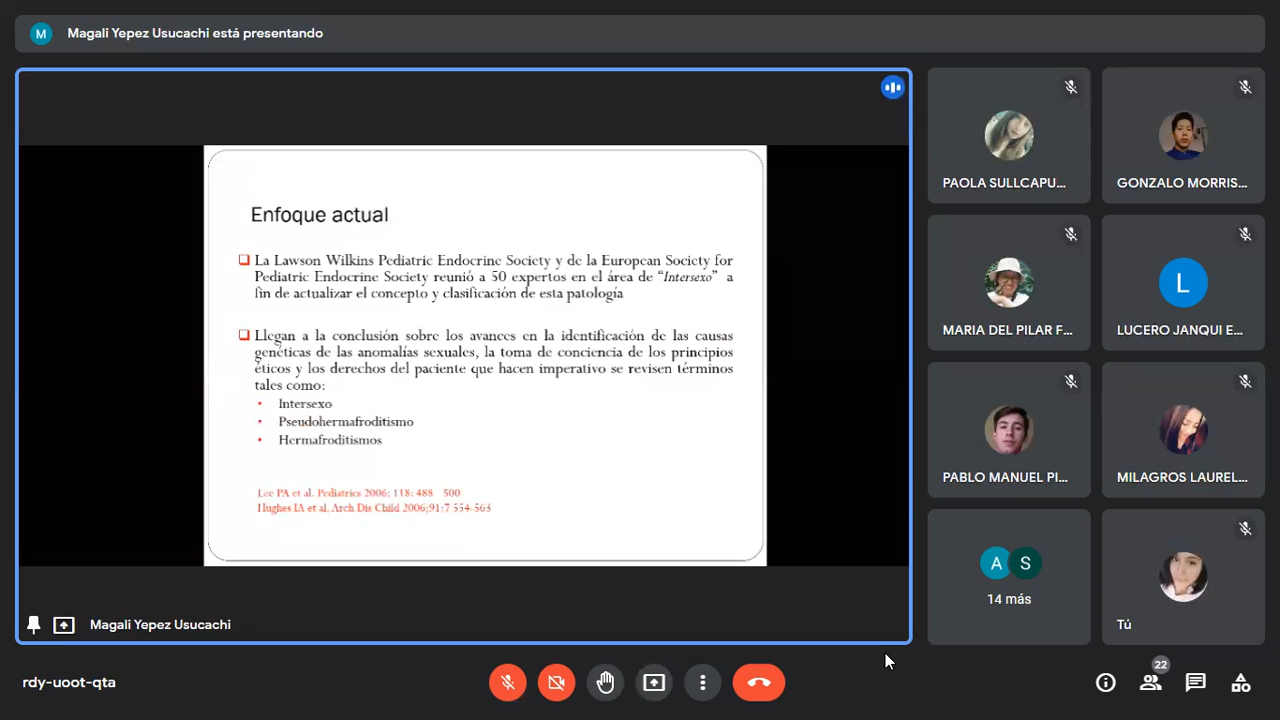 M
Magali Yepez Usucachi está presentando
Enfoque actual
La Lawson Wilkins Pediatric Endocrine Society y de la European Society for
Pediatric Endocrine Society reunió a 50 expertos en el área de “Intersexo” a
fin de actualizar el concepto y clasificación de esta patología
Llegan a la conclusión sobre los avances en la identificación de las causas
genéticas de las anomalías sexuales, la toma de conciencia de los principios
éticos y los derechos del paciente que hacen imperativo se revisen términos
tales como:
• Intersexo
• Pseudohermafroditismo
• Hermafroditismos
Lee PA et al. Pediatrics 2006; 118: 488 500
Hughes IA et al. Arch Dis Child 2006;91:7 554-563
Magali Yepez Usucachi
PAOLA SULLCAPU...
GONZALO MORRIS...
MARIA DEL PILAR F...
L
LUCERO JANQUI E...
PABLO MANUEL PI...
MILAGROS LAUREL...
A S
14 más
Tú
rdy-uoot-qta
22